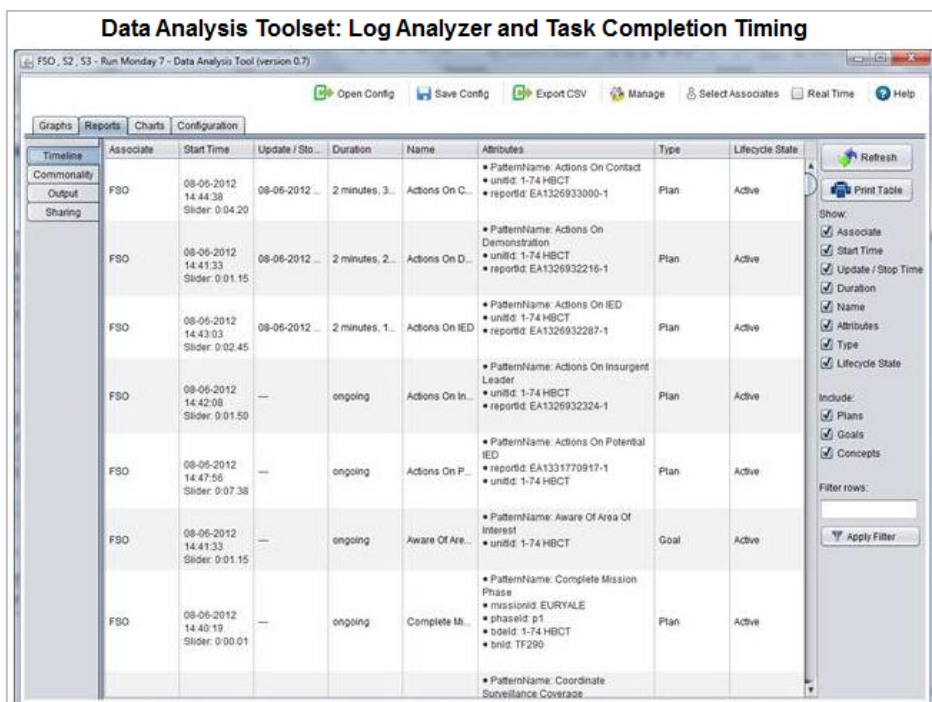 Data Analysis Toolset: Log Analyzer and Task Completion Timing
FSO , S2 , S3 - Run Monday 7 - Data Analysis Tool (version 0.7)
Open Config Save Config Export CSV Manage Select Associates Real Time Help
Graphs Reports Charts Configuration
Timeline
Commonality
Output
Sharing
Associate Start Time Update / Sto... Duration Name Attributes Type Lifecycle State
FSO
08-06-2012
14:44:38
Slider: 0:04.20
08-06-2012 ...
2 minutes, 3...
Actions On C...
• PatternName: Actions On Contact
• unitId: 1-74 HBCT
• reportId: EA1326933000-1
Plan
Active
FSO
08-06-2012
14:41:33
Slider: 0:01.15
08-06-2012 ...
2 minutes, 2...
Actions On D...
• PatternName: Actions On
Demonstration
• unitId: 1-74 HBCT
• reportId: EA1326932216-1
Plan
Active
FSO
08-06-2012
14:43:03
Slider: 0:02.45
08-06-2012 ...
2 minutes, 1...
Actions On IED
• PatternName: Actions On IED
• unitId: 1-74 HBCT
• reportId: EA1326932287-1
Plan
Active
FSO
08-06-2012
14:42:08
Slider: 0:01.50
—
ongoing
Actions On In...
• PatternName: Actions On Insurgent
Leader
• unitId: 1-74 HBCT
• reportId: EA1326932324-1
Plan
Active
FSO
08-06-2012
14:47:56
Slider: 0:07.38
—
ongoing
Actions On P...
• PatternName: Actions On Potential
IED
• reportId: EA1331770917-1
• unitId: 1-74 HBCT
Plan
Active
FSO
08-06-2012
14:41:33
Slider: 0:01.15
—
ongoing
Aware Of Are...
• PatternName: Aware Of Area Of
Interest
• unitId: 1-74 HBCT
Goal
Active
FSO
08-06-2012
14:40:19
Slider: 0:00.01
—
ongoing
Complete Mi...
• PatternName: Complete Mission
Phase
• missionId: EURYALE
• phaseId: p1
• bdeId: 1-74 HBCT
• bnId: TF290
Plan
Active
• PatternName: Coordinate
Surveillance Coverage
Refresh
Print Table
Show:
Associate
Start Time
Update / Stop Time
Duration
Name
Attributes
Type
Lifecycle State
Include:
Plans
Goals
Concepts
Filter rows:
Apply Filter